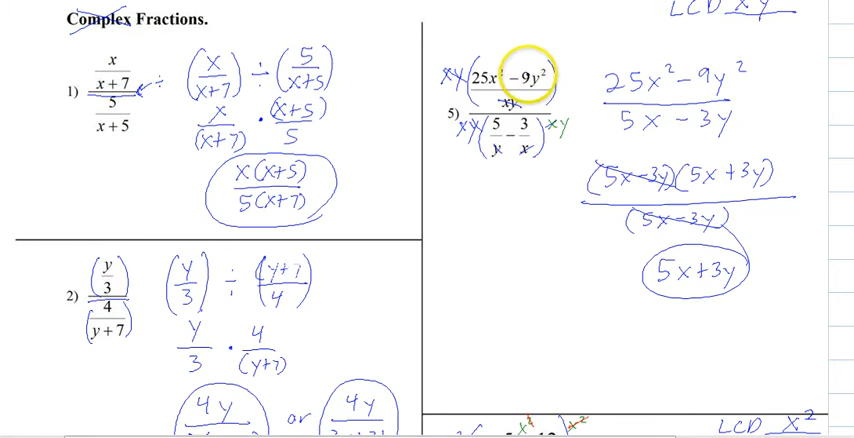 Complex Fractions.
1) x/(x+7) / 5/(x+5) ÷ (x/(x+7)) ÷ (5/(x+5))
x/(x+7) · (x+5)/5
x(x+5)/5(x+7)
2) (y/3) / (4/(y+7)) (y/3) ÷ ((y+7)/4)
y/3 · 4/(y+7)
4y or 4y
LCD xy
5) xy((25x² – 9y²)/xy) / xy(5/y – 3/x)xy
25x² - 9y² / 5x - 3y
(5x-3y)(5x+3y) / (5x-3y)
5x+3y
x² x²
LCD x²